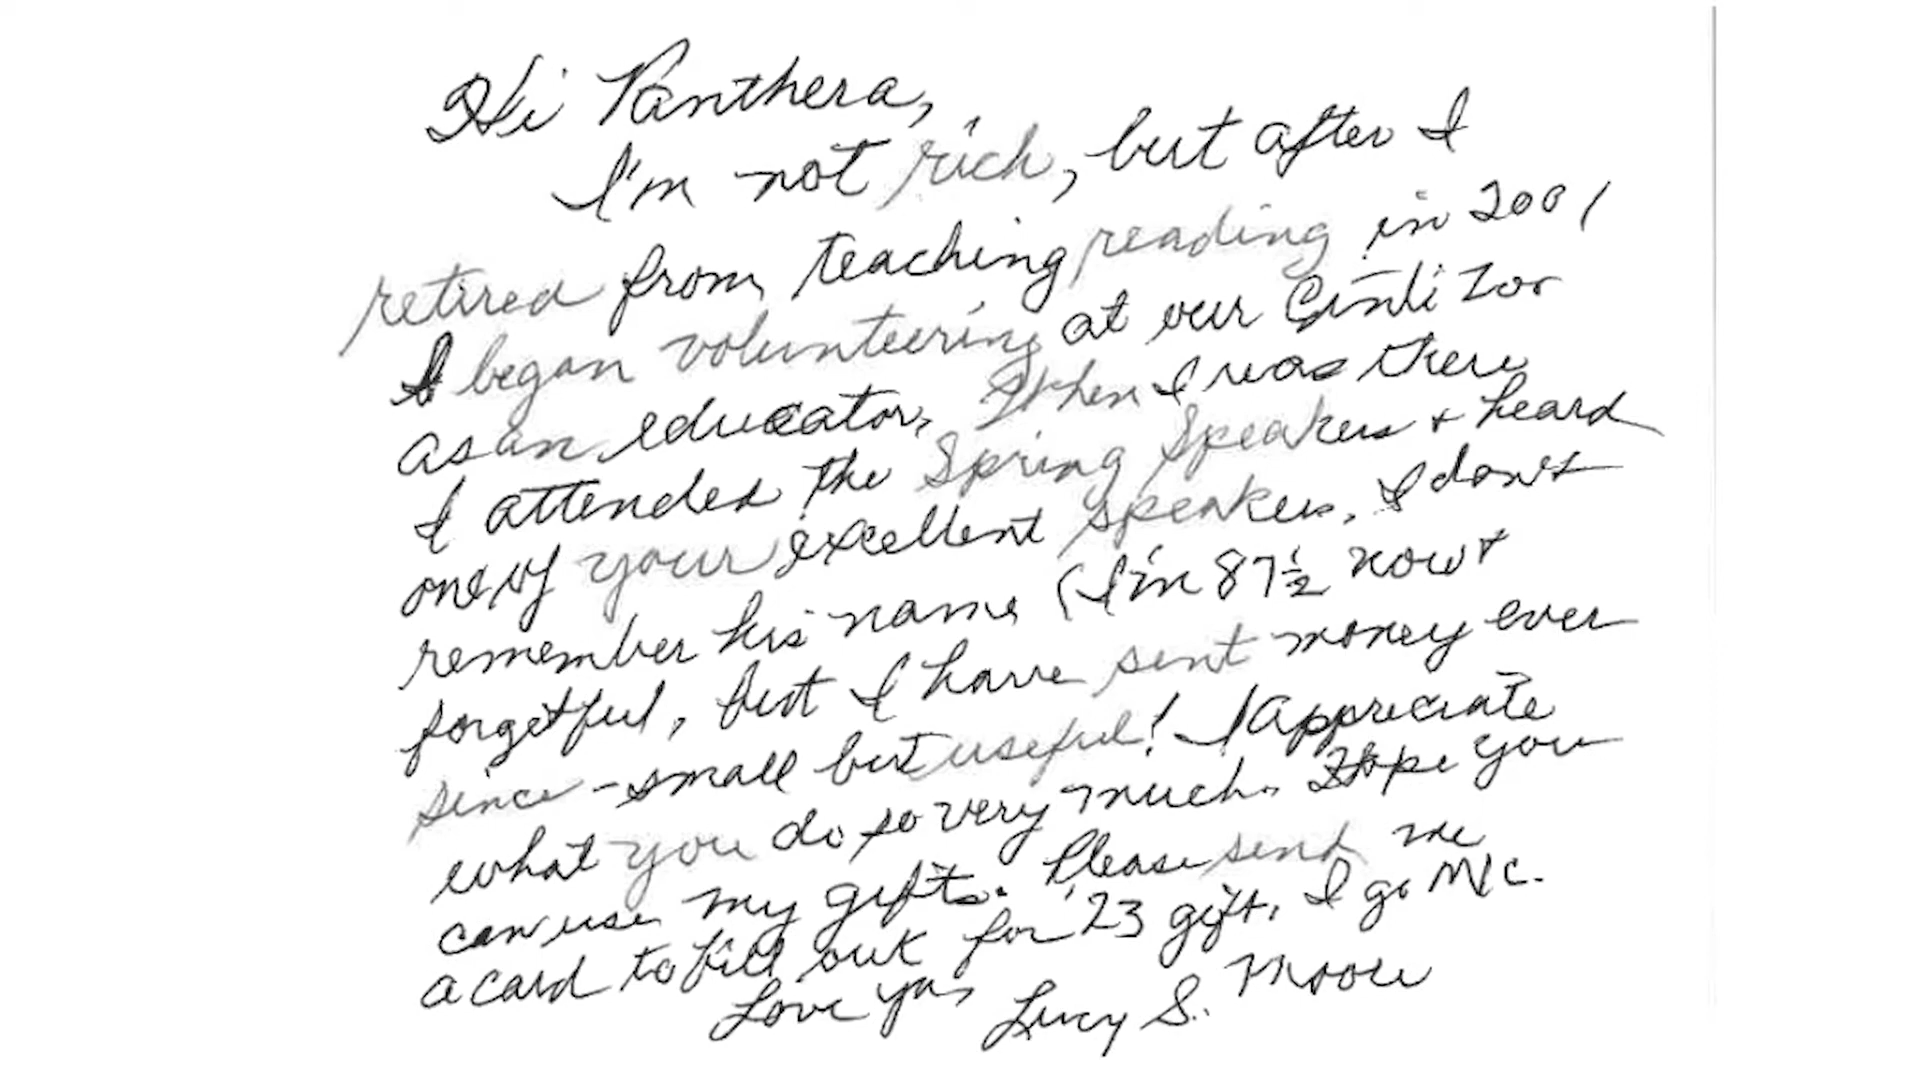 Hi Panthera,
I'm not rich, but after I
retired from teaching reading in 2001
I began volunteering at our Cinti Zoo
as an educator. When I was there
I attended the Spring Speakers + heard
one of your excellent speakers. I don't
remember his name (I'm 87½ now +
forgetful, but I have sent money ever
since - small but useful! I appreciate
what you do so very much. Hope you
can use my gifts. Please send me
a card to fill out for '23 gift. I go M/C.
Love ya, Lucy S. Moore